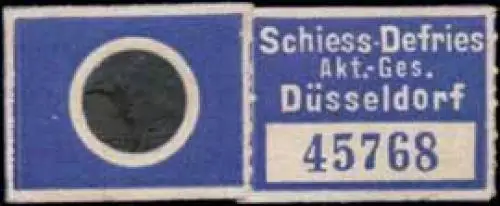 Schiess-Defries
Akt.-Ges.
Düsseldorf
45768